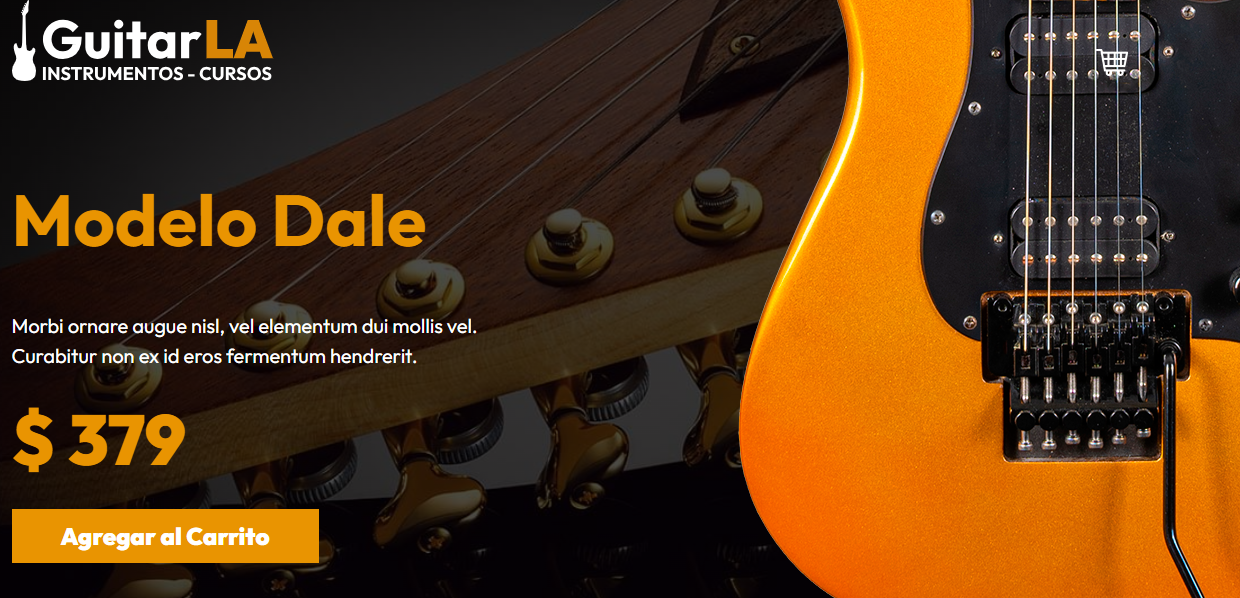 GuitarLA
INSTRUMENTOS - CURSOS
Modelo Dale
Morbi ornare augue nisl, vel elementum dui mollis vel.
Curabitur non ex id eros fermentum hendrerit.
$ 379
Agregar al Carrito